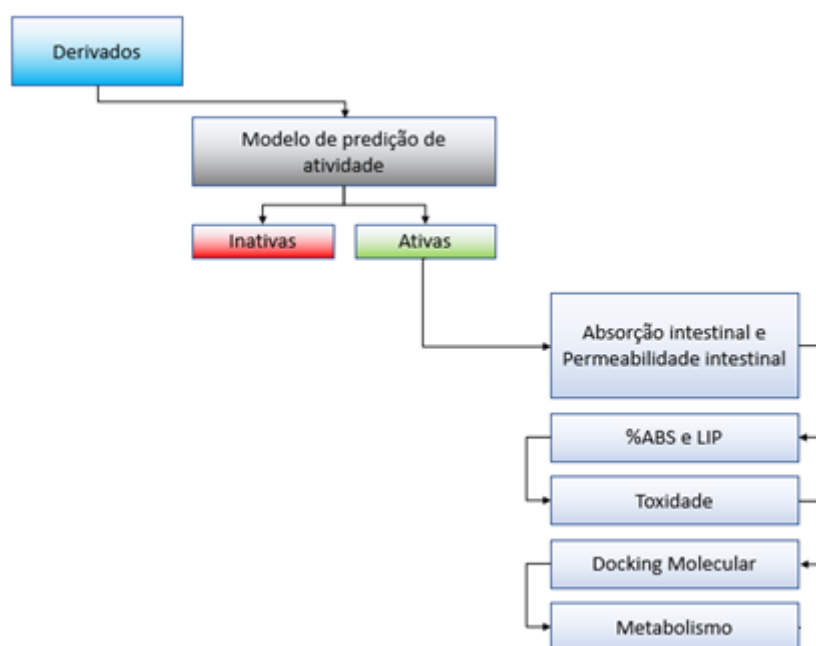 Derivados
Modelo de predição de
atividade
Inativas
Ativas
Absorção intestinal e
Permeabilidade intestinal
%ABS e LIP
Toxidade
Docking Molecular
Metabolismo